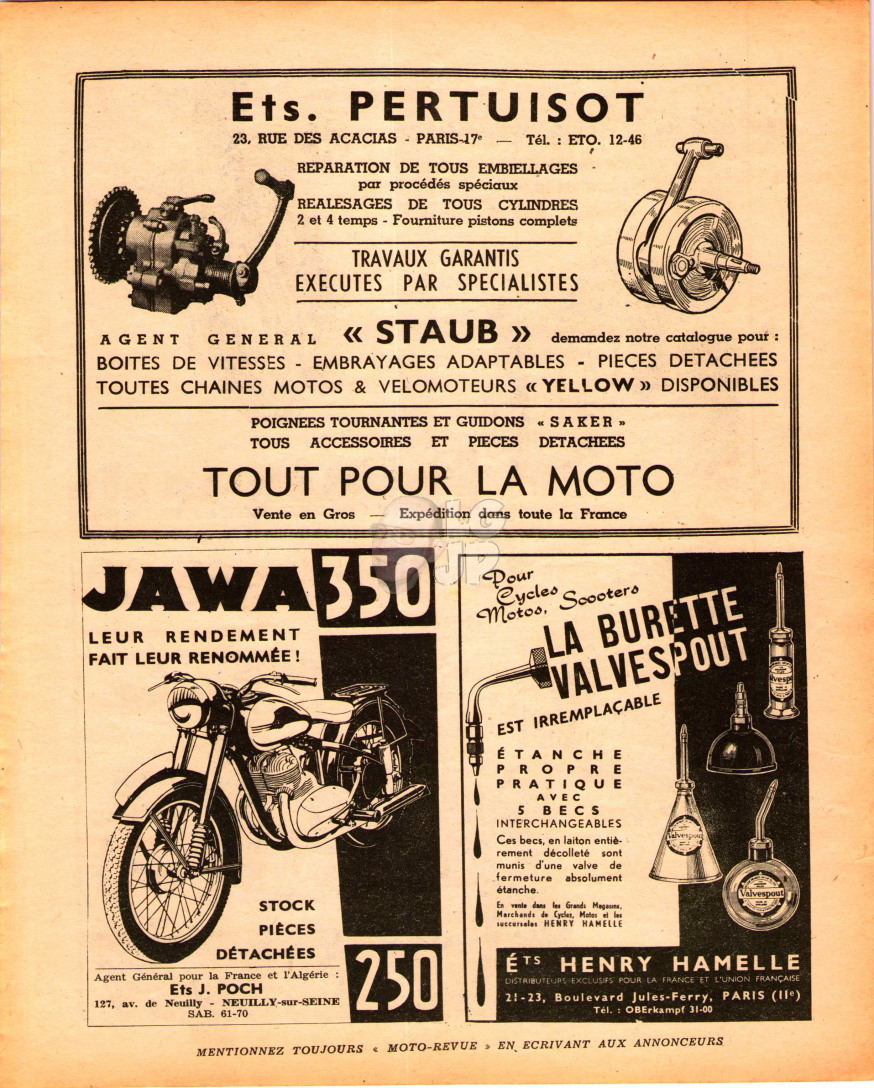 Ets. PERTUISOT
23, RUE DES ACACIAS - PARIS-17e — Tél. : ETO. 12-46
REPARATION DE TOUS EMBIELLAGES
par procédés spéciaux
REALESAGES DE TOUS CYLINDRES
2 et 4 temps - Fourniture pistons complets
TRAVAUX GARANTIS
EXECUTES PAR SPECIALISTES
AGENT GENERAL « STAUB » demandez notre catalogue pour :
BOITES DE VITESSES - EMBRAYAGES ADAPTABLES - PIECES DETACHEES
TOUTES CHAINES MOTOS & VELOMOTEURS « YELLOW » DISPONIBLES
POIGNEES TOURNANTES ET GUIDONS « SAKER »
TOUS ACCESSOIRES ET PIECES DETACHEES
TOUT POUR LA MOTO
Vente en Gros — Expédition dans toute la France
JAWA 350
LEUR RENDEMENT
FAIT LEUR RENOMMÉE !
STOCK
PIÈCES
DÉTACHÉES
250
Agent Général pour la France et l'Algérie :
Ets J. POCH
127, av. de Neuilly - NEUILLY-sur-SEINE
SAB. 61-70
Pour
Cycles
Motos, Scooters
LA BURETTE
VALVESPOUT
EST IRREMPLAÇABLE
ÉTANCHE
PROPRE
PRATIQUE
AVEC
5 BECS
INTERCHANGEABLES
Ces becs, en laiton entiè-
rement décolleté sont
munis d'une valve de
fermeture absolument
étanche.
En vente dans les Grands Magasins,
Marchands de Cycles, Motos et les
succursales HENRY HAMELLE
Valvespout
Valvespout
Valvespout
ÉTS HENRY HAMELLE
DISTRIBUTEURS EXCLUSIFS POUR LA FRANCE ET L'UNION FRANÇAISE
21-23, Boulevard Jules-Ferry, PARIS (IIe)
Tél. : OBErkampf 31-00
MENTIONNEZ TOUJOURS « MOTO-REVUE » EN ECRIVANT AUX ANNONCEURS